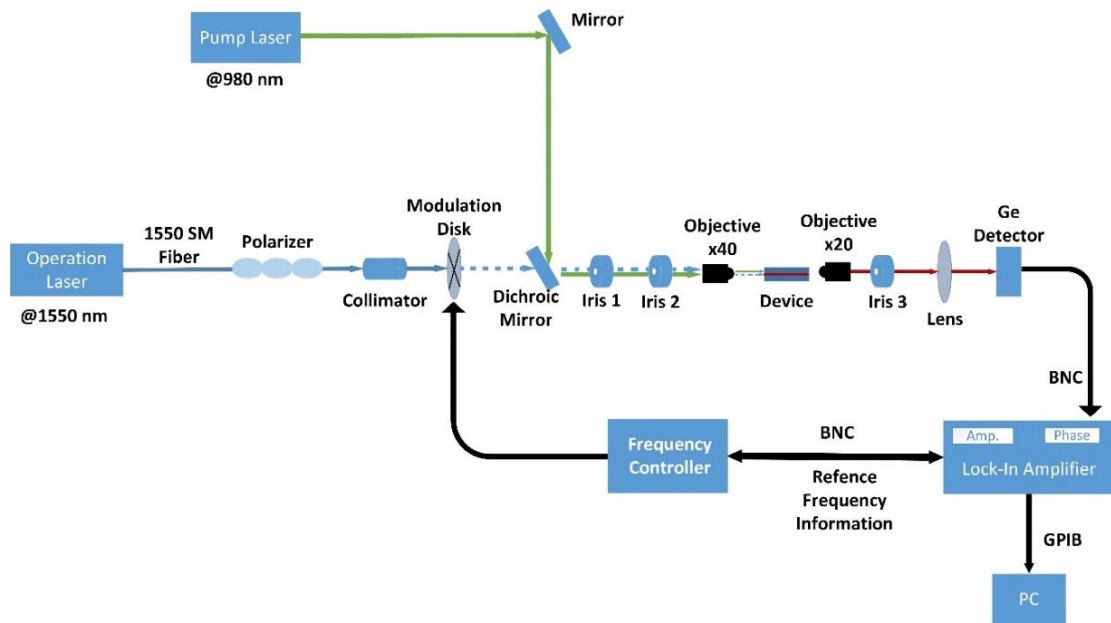 Mirror
Pump Laser
@980 nm
Modulation
Disk
1550 SM
Fiber
Polarizer
Operation
Laser
@1550 nm
Collimator
Dichroic
Mirror
Iris 1
Iris 2
Objective
x40
Device
Objective
x20
Iris 3
Lens
Ge
Detector
BNC
Frequency
Controller
BNC
Refence
Frequency
Information
Amp.
Phase
Lock-In Amplifier
GPIB
PC